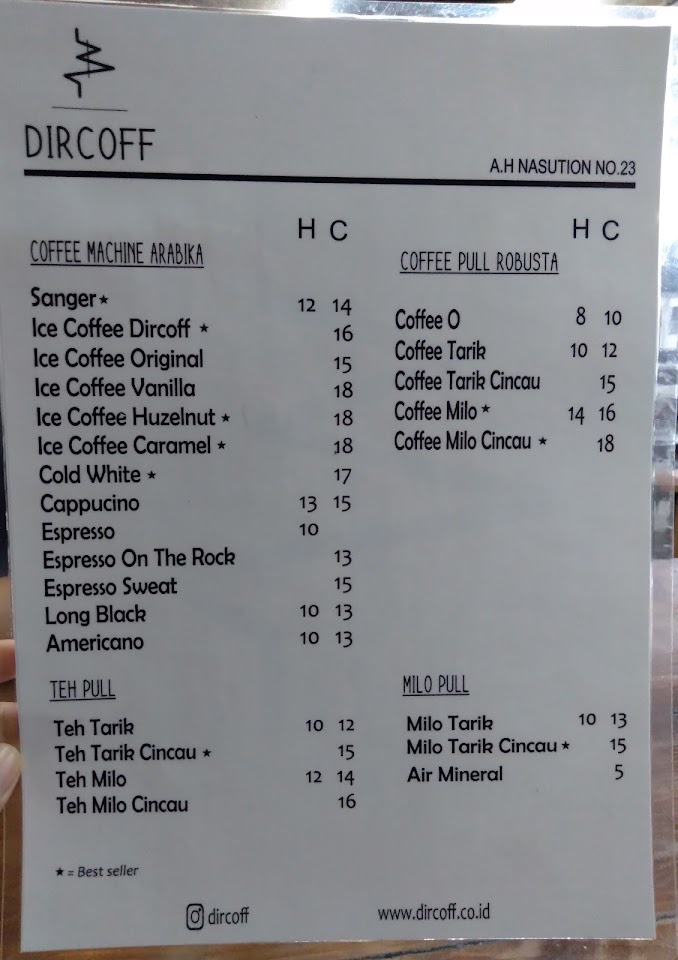 DIRCOFF
A.H NASUTION NO.23
H C
COFFEE MACHINE ARABIKA
Sanger★ 12 14
Ice Coffee Dircoff ★ 16
Ice Coffee Original 15
Ice Coffee Vanilla 18
Ice Coffee Huzelnut ★ 18
Ice Coffee Caramel ★ 18
Cold White ★ 17
Cappucino 13 15
Espresso 10
Espresso On The Rock 13
Espresso Sweat 15
Long Black 10 13
Americano 10 13
H C
COFFEE PULL ROBUSTA
Coffee O 8 10
Coffee Tarik 10 12
Coffee Tarik Cincau 15
Coffee Milo ★ 14 16
Coffee Milo Cincau ★ 18
TEH PULL
Teh Tarik 10 12
Teh Tarik Cincau ★ 15
Teh Milo 12 14
Teh Milo Cincau 16
MILO PULL
Milo Tarik 10 13
Milo Tarik Cincau ★ 15
Air Mineral 5
★ = Best seller
dircoff
www.dircoff.co.id